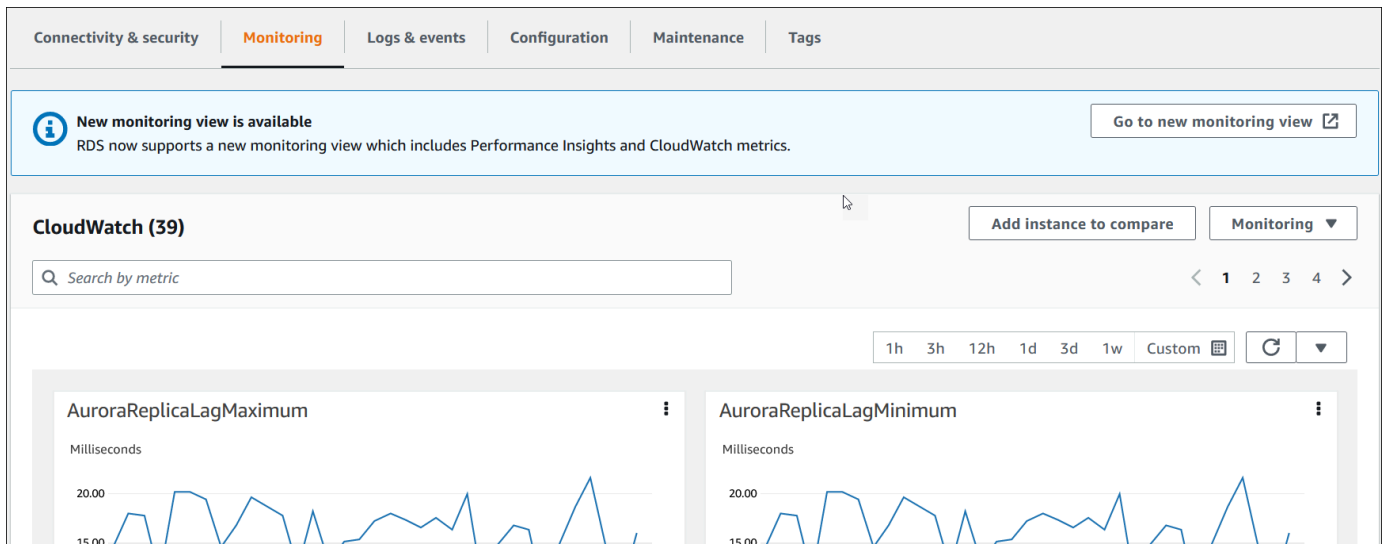 Connectivity & security Monitoring Logs & events Configuration Maintenance Tags
New monitoring view is available
RDS now supports a new monitoring view which includes Performance Insights and CloudWatch metrics.
Go to new monitoring view
CloudWatch (39)
Add instance to compare Monitoring
Search by metric
1 2 3 4
1h 3h 12h 1d 3d 1w Custom
AuroraReplicaLagMaximum
Milliseconds
20.00
15.00
AuroraReplicaLagMinimum
Milliseconds
20.00
15.00